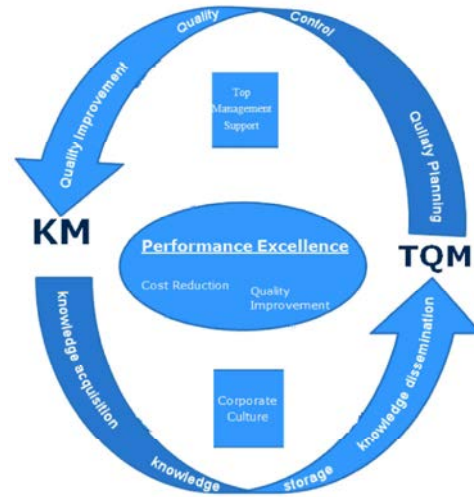 Quality Control
Quality Improvement
Quliaty Planning
Top
Management
Support
KM
TQM
Performance Excellence
Cost Reduction
Quality
Improvement
knowledge acquisition
knowledge dissemination
Corporate
Culture
knowledge storage